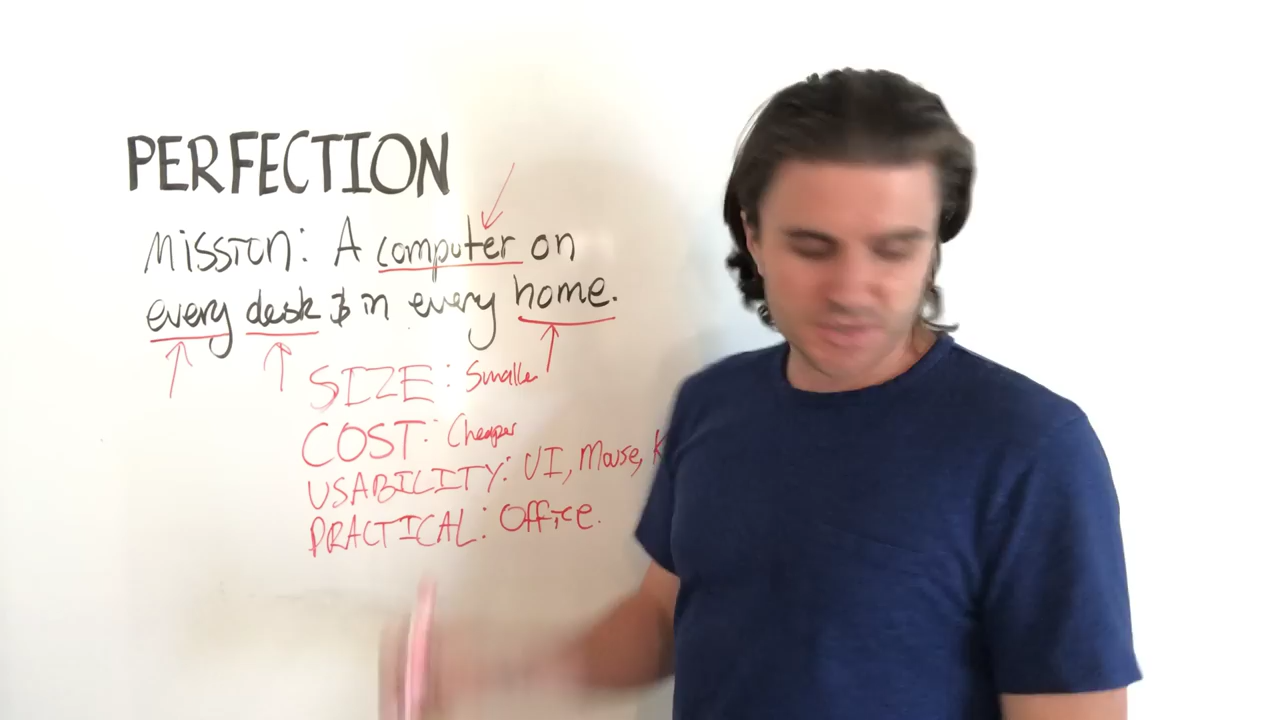 PERFECTION
Mission: A computer on
every desk & in every home.
SIZE: Smaller
COST: Cheaper
USABILITY: UI, Mouse, K
PRACTICAL: Office.